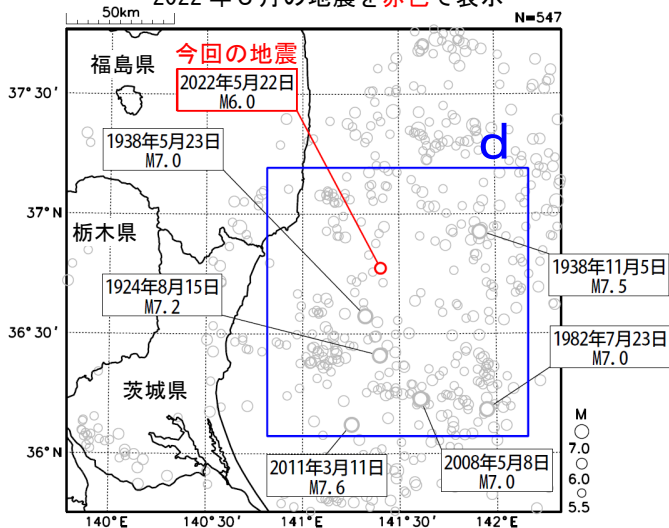 2022年5月の地震を赤色で表示
50km
N=547
福島県
今回の地震
2022年5月22日
M6.0
37°30′
d
1938年5月23日
M7.0
37°N
栃木県
1938年11月5日
M7.5
1924年8月15日
M7.2
36°30′
1982年7月23日
M7.0
茨城県
M
7.0
6.0
5.5
36°N
2011年3月11日
M7.6
2008年5月8日
M7.0
140°E
140°30′
141°E
141°30′
142°E